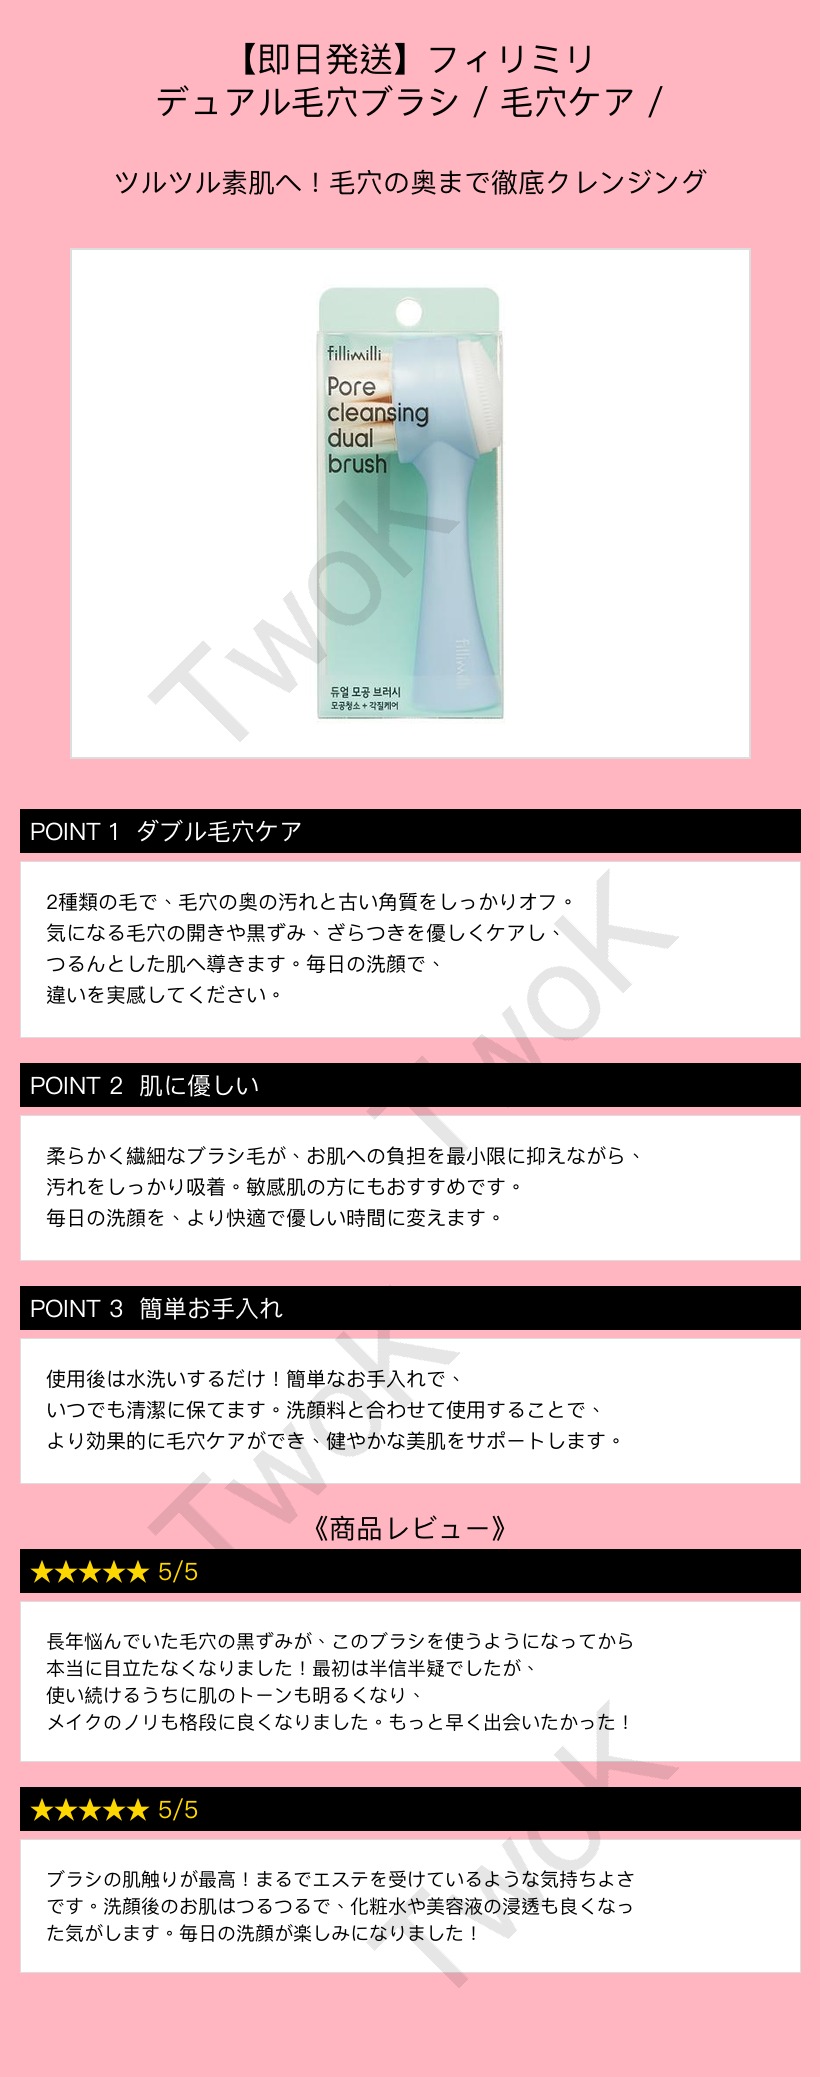 【即日発送】フィリミリ
デュアル毛穴ブラシ / 毛穴ケア /
ツルツル素肌へ！毛穴の奥まで徹底クレンジング
fillimilli
Pore
cleansing
dual
brush
fillimilli
듀얼 모공 브러시
모공청소 + 각질케어
TwoK
POINT 1 ダブル毛穴ケア
2種類の毛で、毛穴の奥の汚れと古い角質をしっかりオフ。
気になる毛穴の開きや黒ずみ、ざらつきを優しくケアし、
つるんとした肌へ導きます。毎日の洗顔で、
違いを実感してください。
TwoK
POINT 2 肌に優しい
柔らかく繊細なブラシ毛が、お肌への負担を最小限に抑えながら、
汚れをしっかり吸着。敏感肌の方にもおすすめです。
毎日の洗顔を、より快適で優しい時間に変えます。
POINT 3 簡単お手入れ
使用後は水洗いするだけ！簡単なお手入れで、
いつでも清潔に保てます。洗顔料と合わせて使用することで、
より効果的に毛穴ケアができ、健やかな美肌をサポートします。
TwoK
《商品レビュー》
★★★★★ 5/5
長年悩んでいた毛穴の黒ずみが、このブラシを使うようになってから
本当に目立たなくなりました！最初は半信半疑でしたが、
使い続けるうちに肌のトーンも明るくなり、
メイクのノリも格段に良くなりました。もっと早く出会いたかった！
★★★★★ 5/5
ブラシの肌触りが最高！まるでエステを受けているような気持ちよさ
です。洗顔後のお肌はつるつるで、化粧水や美容液の浸透も良くなっ
た気がします。毎日の洗顔が楽しみになりました！
TwoK